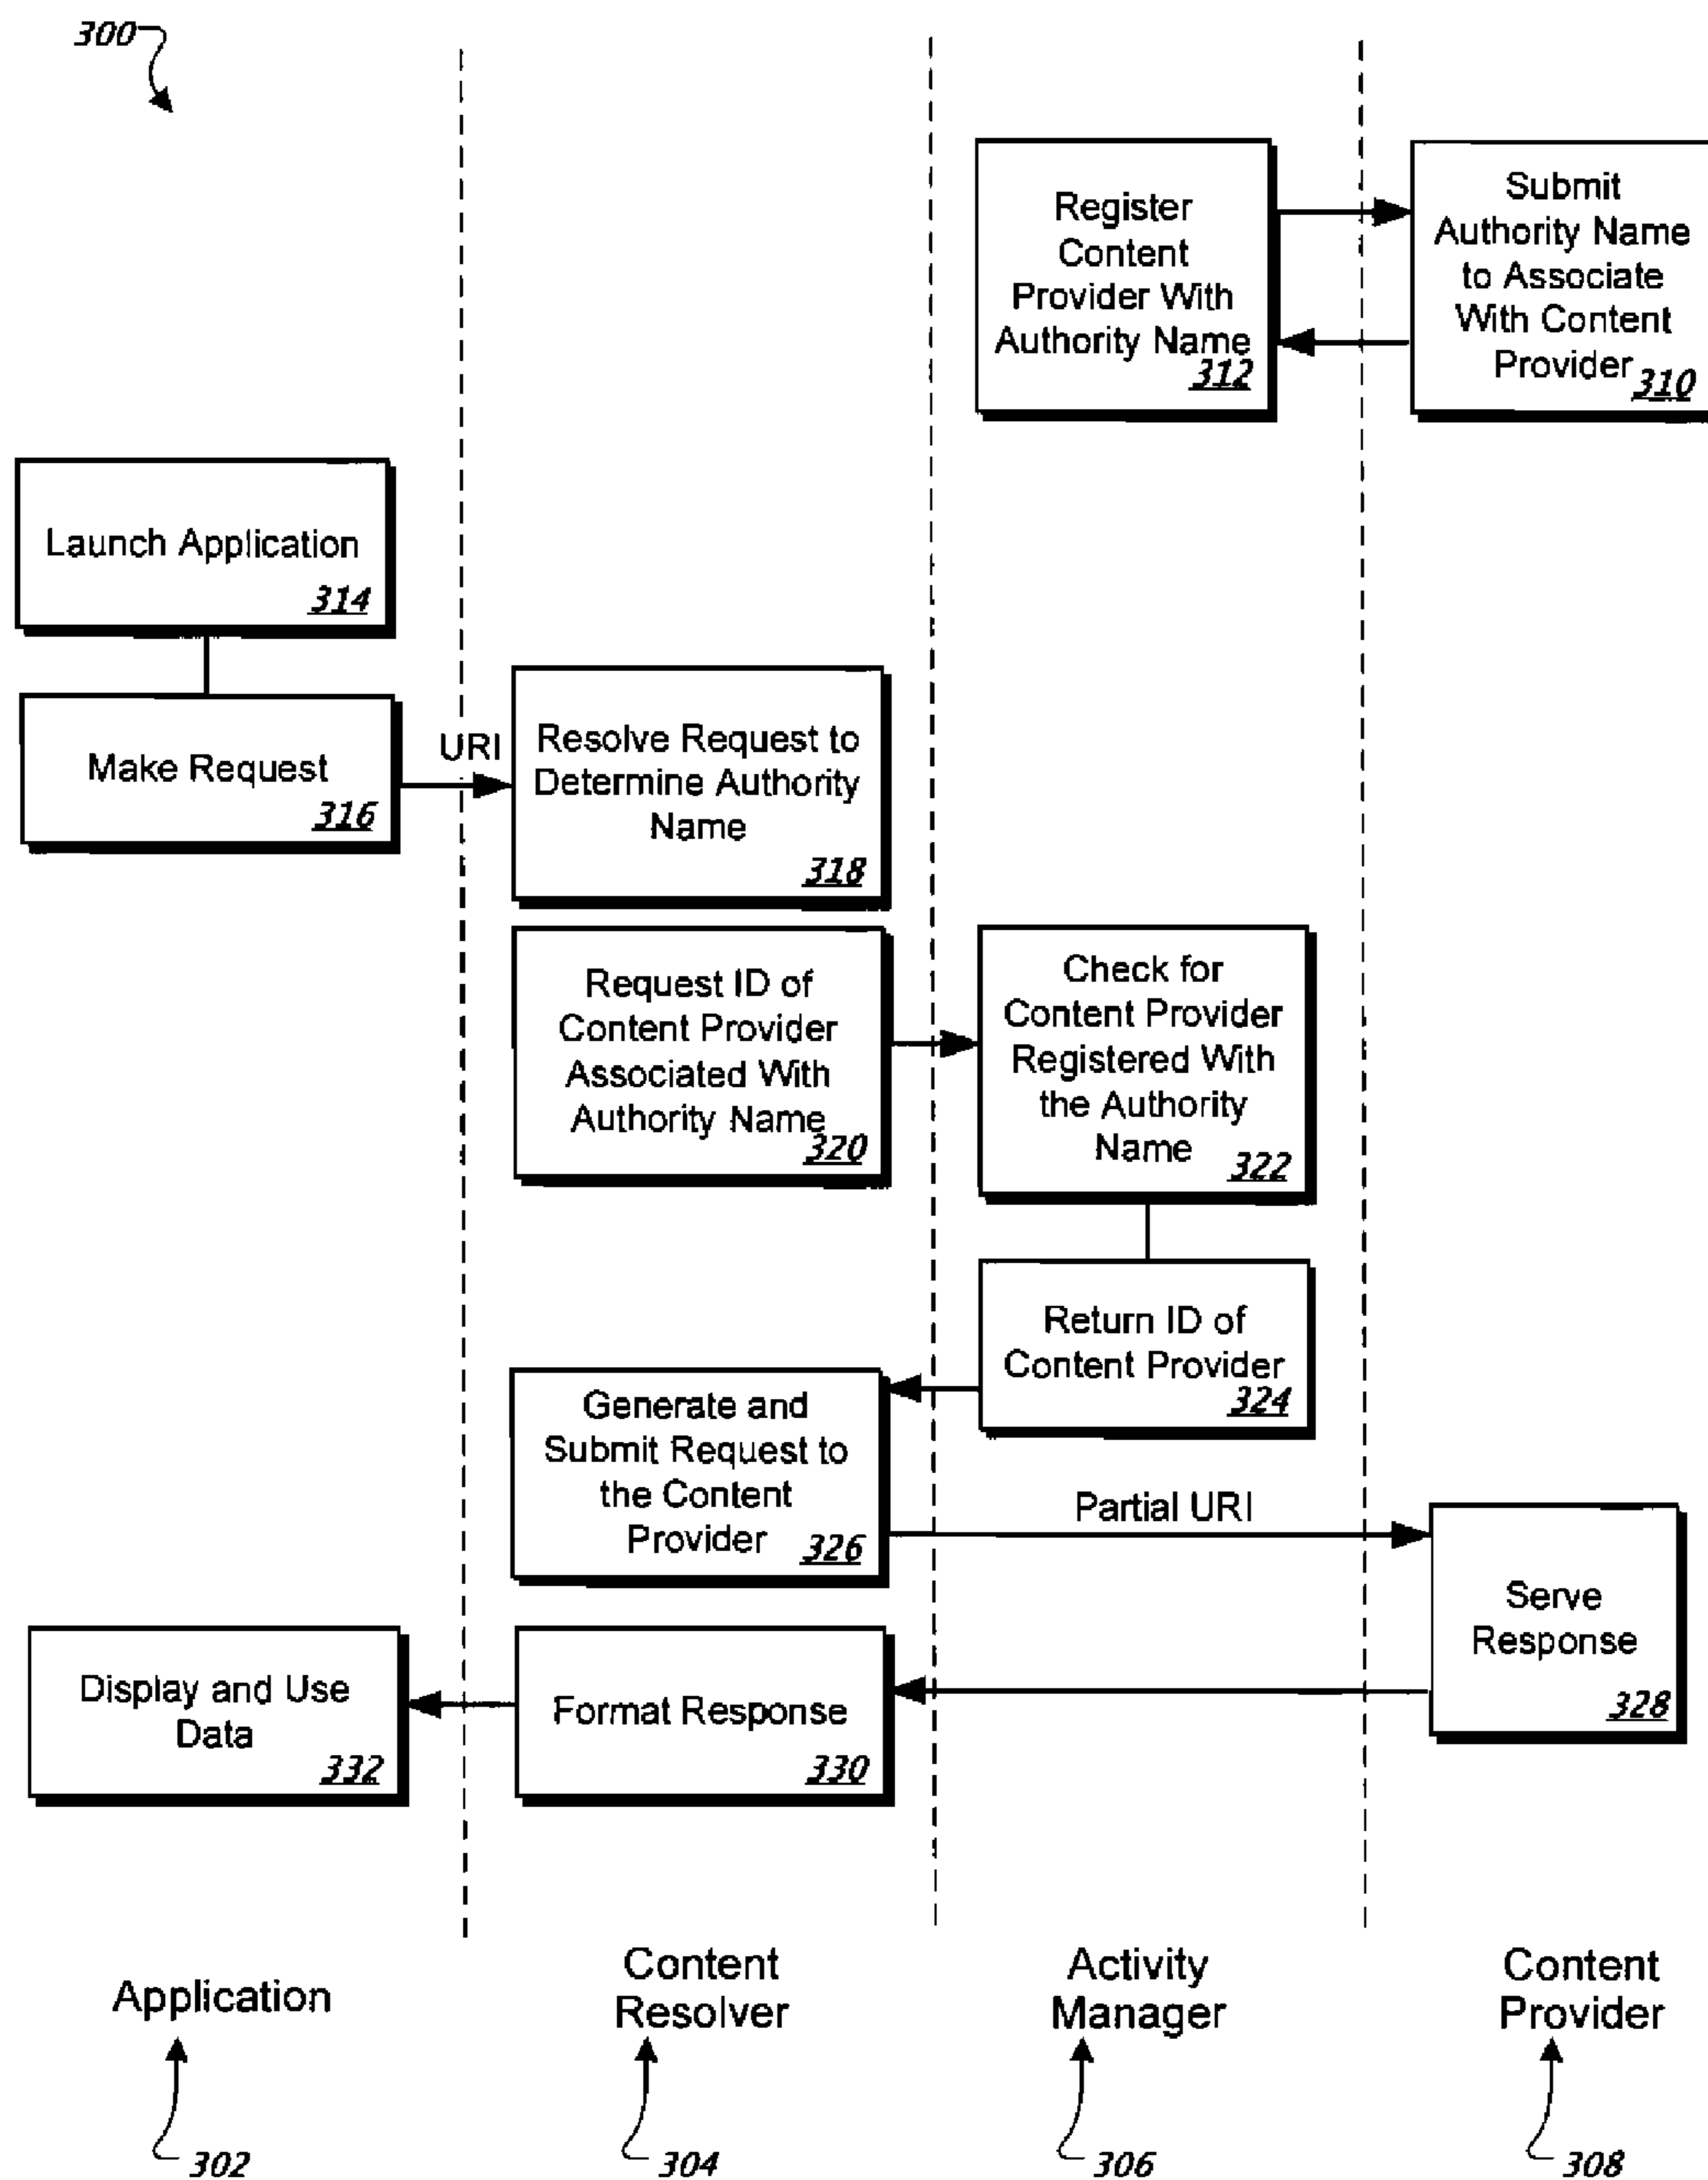 300
Register
Content
Provider With
Authority Name
312
Submit
Authority Name
to Associate
With Content
Provider
310
Launch Application
314
Make Request
316
URI
Resolve Request to
Determine Authority
Name
318
Request ID of
Content Provider
Associated With
Authority Name
320
Check for
Content Provider
Registered With
the Authority
Name
322
Return ID of
Content Provider
324
Generate and
Submit Request to
the Content
Provider
326
Partial URI
Serve
Response
328
Format Response
330
Display and Use
Data
332
Application
Content
Resolver
Activity
Manager
Content
Provider
302
304
306
308